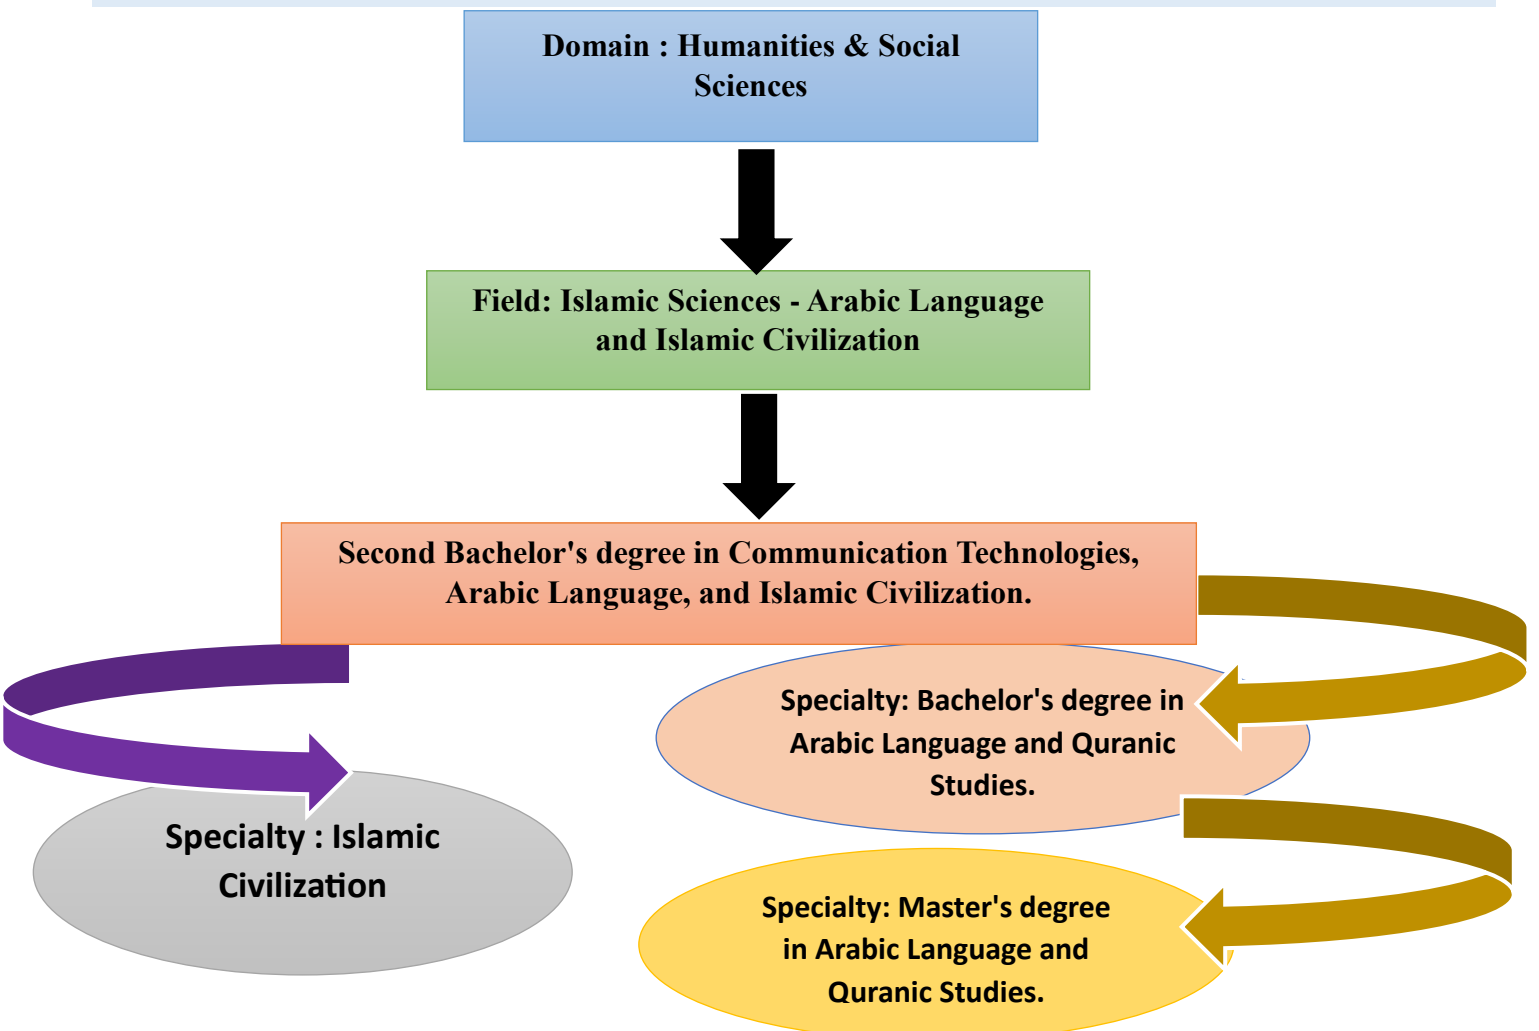 Domain : Humanities & Social
Sciences
Field: Islamic Sciences - Arabic Language
and Islamic Civilization
Second Bachelor's degree in Communication Technologies,
Arabic Language, and Islamic Civilization.
Specialty: Bachelor's degree in
Arabic Language and Quranic
Studies.
Specialty : Islamic
Civilization
Specialty: Master's degree
in Arabic Language and
Quranic Studies.